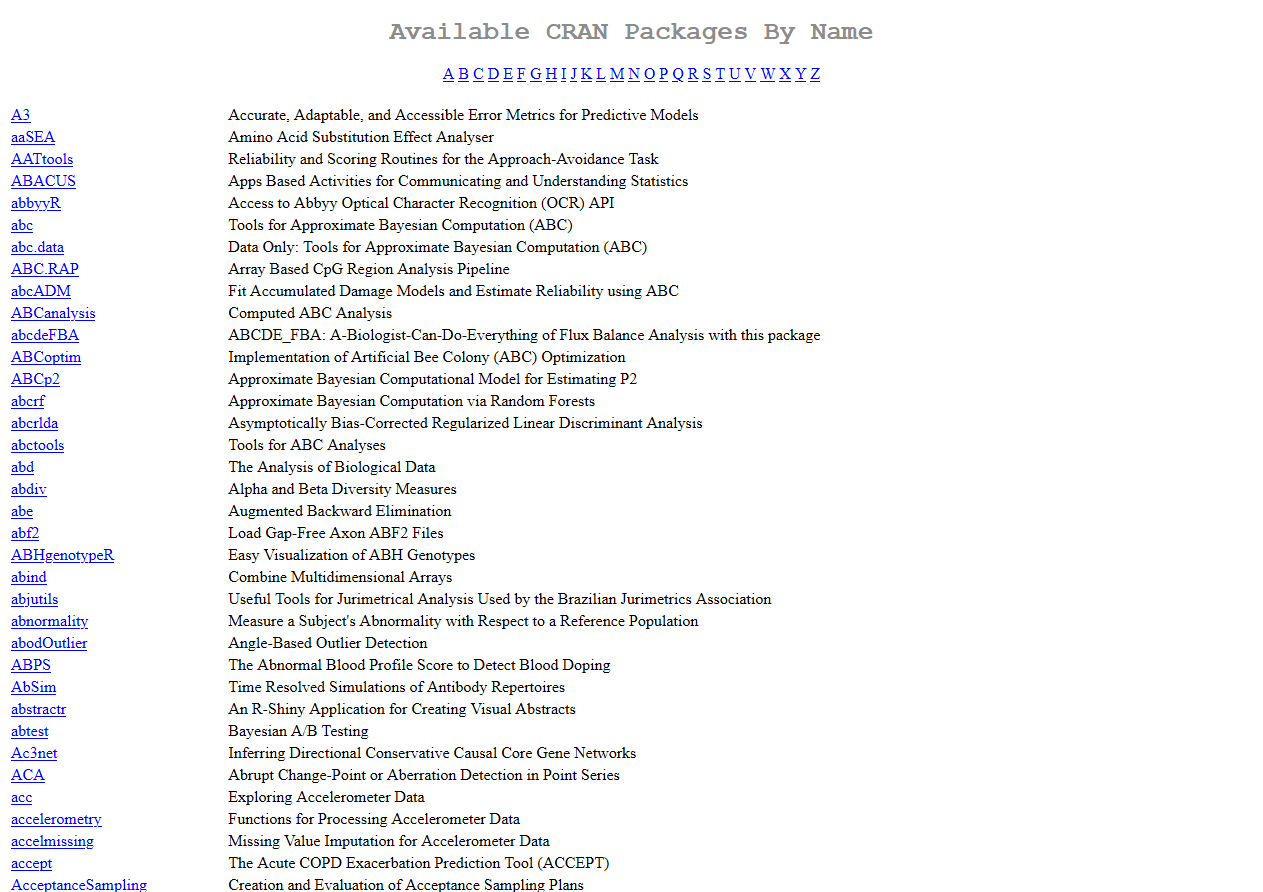 Available CRAN Packages By Name
A B C D E F G H I J K L M N O P Q R S T U V W X Y Z
A3 Accurate, Adaptable, and Accessible Error Metrics for Predictive Models
aaSEA Amino Acid Substitution Effect Analyser
AATtools Reliability and Scoring Routines for the Approach-Avoidance Task
ABACUS Apps Based Activities for Communicating and Understanding Statistics
abbyyR Access to Abbyy Optical Character Recognition (OCR) API
abc Tools for Approximate Bayesian Computation (ABC)
abc.data Data Only: Tools for Approximate Bayesian Computation (ABC)
ABC.RAP Array Based CpG Region Analysis Pipeline
abcADM Fit Accumulated Damage Models and Estimate Reliability using ABC
ABCanalysis Computed ABC Analysis
abcdeFBA ABCDE_FBA: A-Biologist-Can-Do-Everything of Flux Balance Analysis with this package
ABCoptim Implementation of Artificial Bee Colony (ABC) Optimization
ABCp2 Approximate Bayesian Computational Model for Estimating P2
abcrf Approximate Bayesian Computation via Random Forests
abcrlda Asymptotically Bias-Corrected Regularized Linear Discriminant Analysis
abctools Tools for ABC Analyses
abd The Analysis of Biological Data
abdiv Alpha and Beta Diversity Measures
abe Augmented Backward Elimination
abf2 Load Gap-Free Axon ABF2 Files
ABHgenotypeR Easy Visualization of ABH Genotypes
abind Combine Multidimensional Arrays
abjutils Useful Tools for Jurimetrical Analysis Used by the Brazilian Jurimetrics Association
abnormality Measure a Subject's Abnormality with Respect to a Reference Population
abodOutlier Angle-Based Outlier Detection
ABPS The Abnormal Blood Profile Score to Detect Blood Doping
AbSim Time Resolved Simulations of Antibody Repertoires
abstractr An R-Shiny Application for Creating Visual Abstracts
abtest Bayesian A/B Testing
Ac3net Inferring Directional Conservative Causal Core Gene Networks
ACA Abrupt Change-Point or Aberration Detection in Point Series
acc Exploring Accelerometer Data
accelerometry Functions for Processing Accelerometer Data
accelmissing Missing Value Imputation for Accelerometer Data
accept The Acute COPD Exacerbation Prediction Tool (ACCEPT)
AcceptanceSampling Creation and Evaluation of Acceptance Sampling Plans